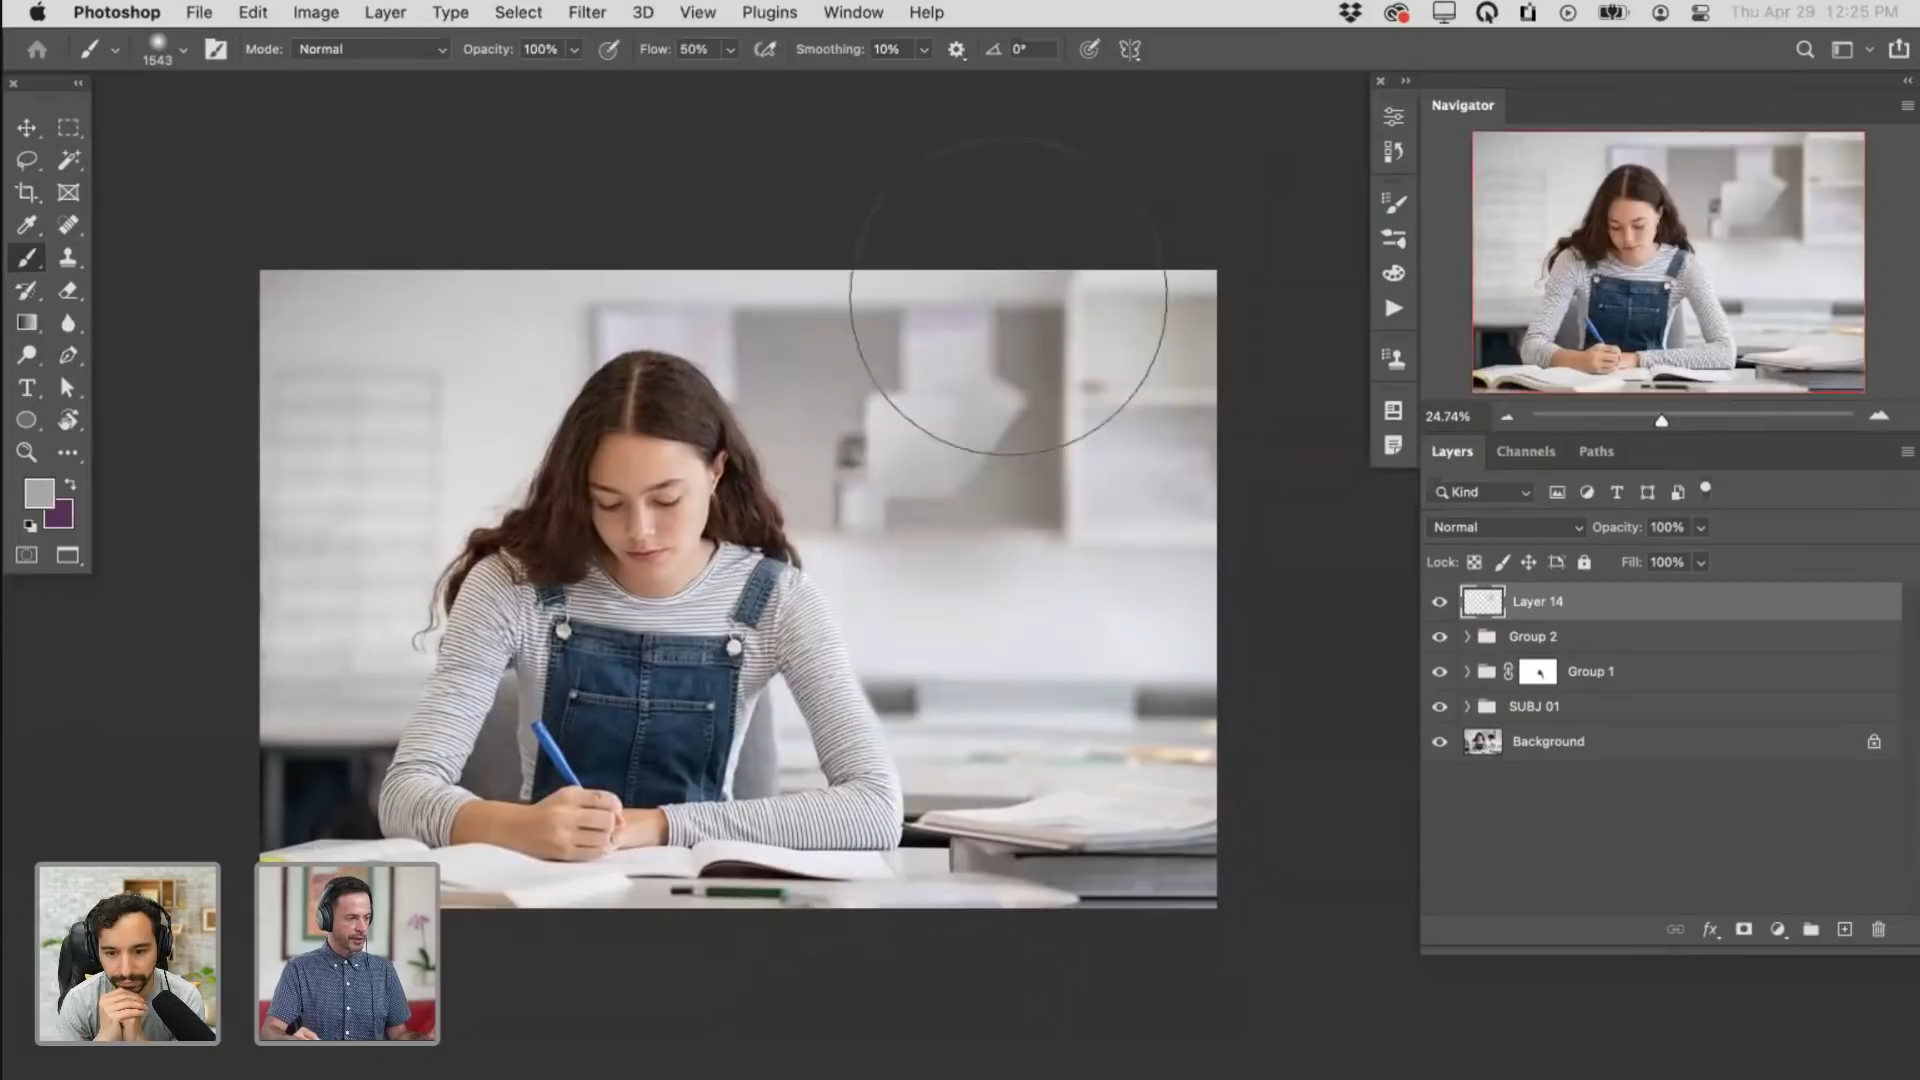 Photoshop File Edit Image Layer Type Select Filter 3D View Plugins Window Help Thu Apr 29 12:25 PM
1543 Mode: Normal Opacity: 100% Flow: 50% Smoothing: 10% 0°
Navigator
24.74%
Layers Channels Paths
Kind
Normal Opacity: 100%
Lock: Fill: 100%
Layer 14
Group 2
Group 1
SUBJ 01
Background
fx